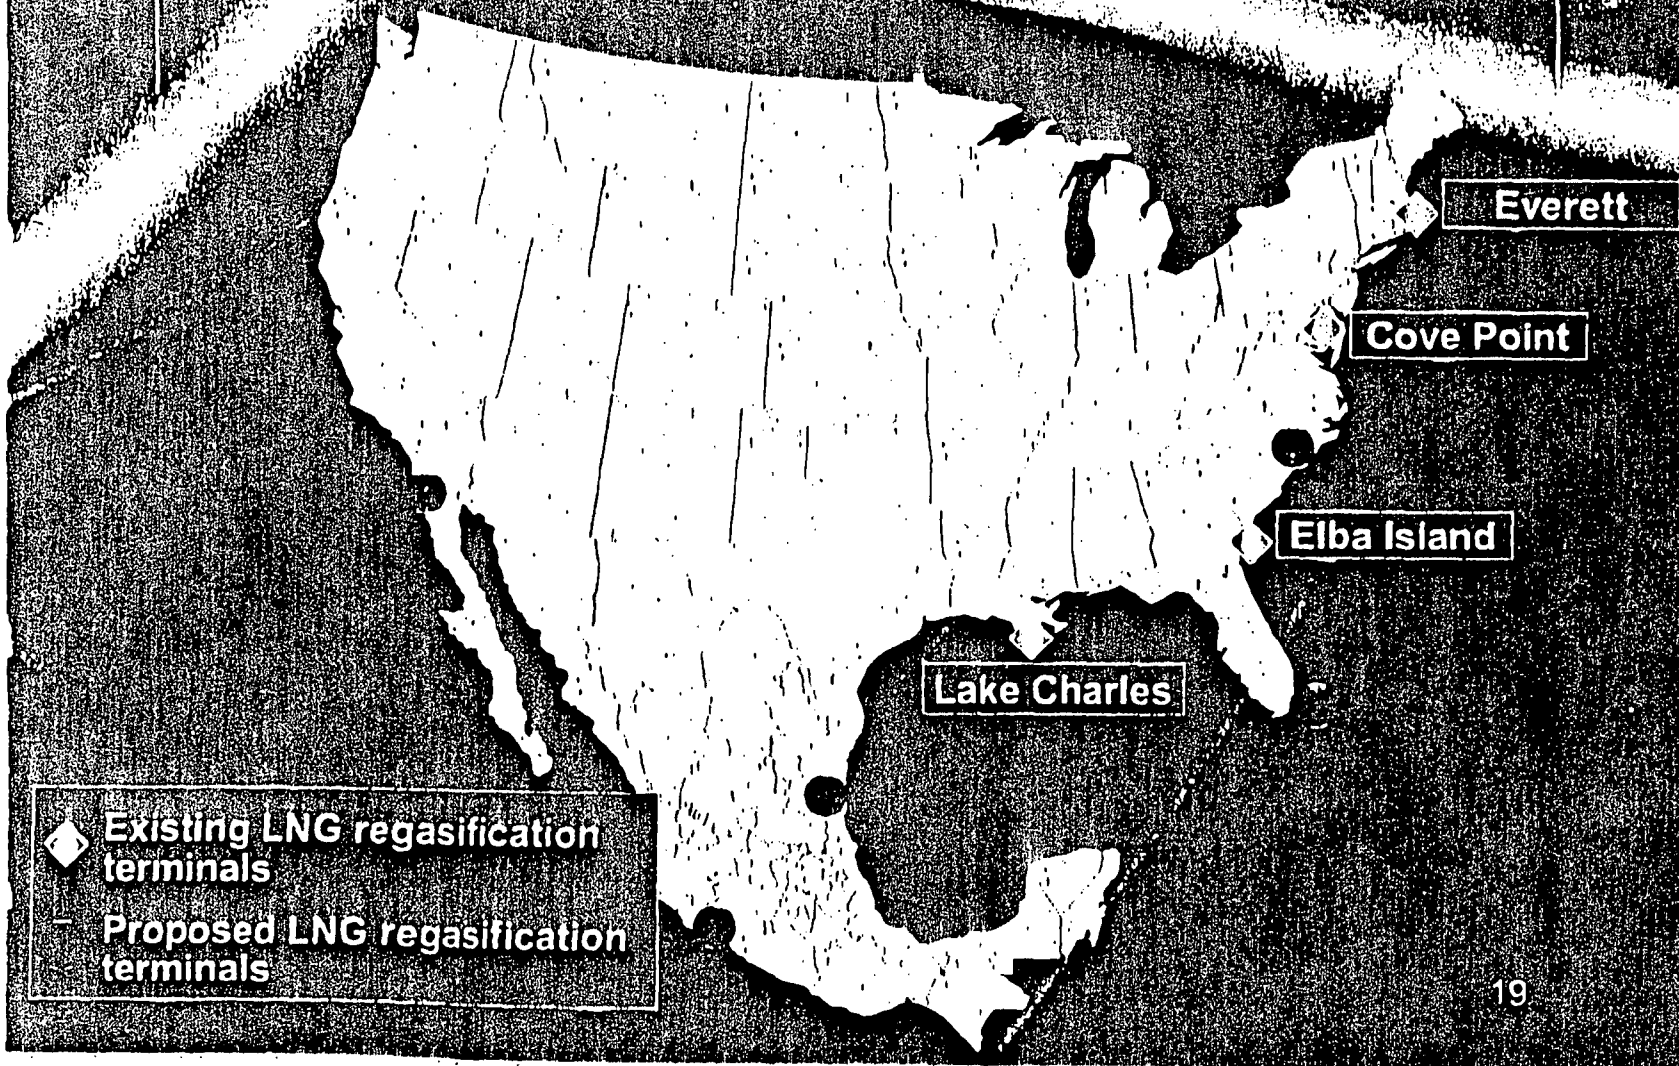 Everett
Cove Point
Elba Island
Lake Charles
Existing LNG regasification
terminals
Proposed LNG regasification
terminals
19